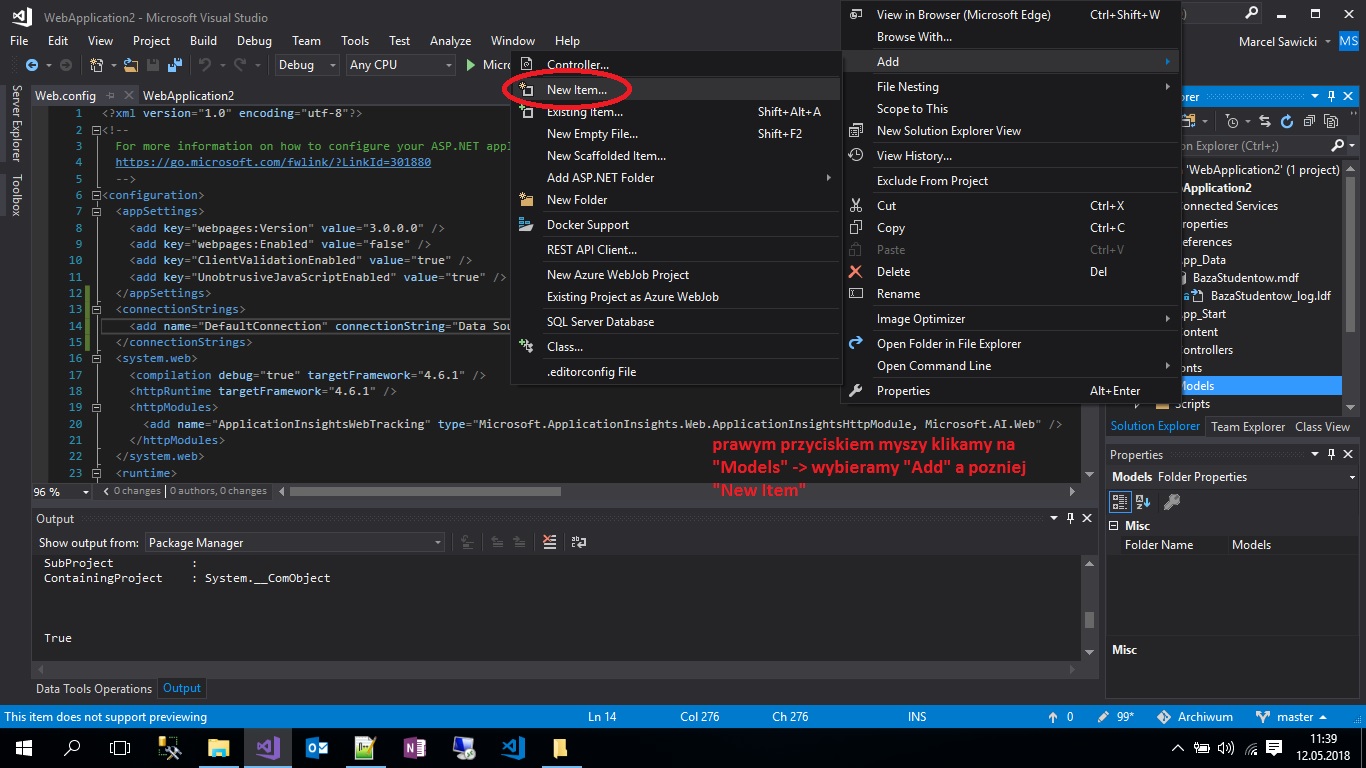 WebApplication2 - Microsoft Visual Studio
File Edit View Project Build Debug Team Tools Test Analyze Window Help
Marcel Sawicki MS
Debug Any CPU Micro
Server Explorer
Toolbox
Web.config WebApplication2
1 <?xml version="1.0" encoding="utf-8"?>
2 <!--
3 For more information on how to configure your ASP.NET appl
4 https://go.microsoft.com/fwlink/?LinkId=301880
5 -->
6 <configuration>
7 <appSettings>
8 <add key="webpages:Version" value="3.0.0.0" />
9 <add key="webpages:Enabled" value="false" />
10 <add key="ClientValidationEnabled" value="true" />
11 <add key="UnobtrusiveJavaScriptEnabled" value="true" />
12 </appSettings>
13 <connectionStrings>
14 <add name="DefaultConnection" connectionString="Data Sou
15 </connectionStrings>
16 <system.web>
17 <compilation debug="true" targetFramework="4.6.1" />
18 <httpRuntime targetFramework="4.6.1" />
19 <httpModules>
20 <add name="ApplicationInsightsWebTracking" type="Microsoft.ApplicationInsights.Web.ApplicationInsightsHttpModule, Microsoft.AI.Web" />
21 </httpModules>
22 </system.web>
23 <runtime>
96 % 0 changes | 0 authors, 0 changes
Controller...
New Item...
Existing Item... Shift+Alt+A
New Empty File... Shift+F2
New Scaffolded Item...
Add ASP.NET Folder
New Folder
Docker Support
REST API Client...
New Azure WebJob Project
Existing Project as Azure WebJob
SQL Server Database
Class...
.editorconfig File
View in Browser (Microsoft Edge) Ctrl+Shift+W
Browse With...
Add
File Nesting
Scope to This
New Solution Explorer View
View History...
Exclude From Project
Cut Ctrl+X
Copy Ctrl+C
Paste Ctrl+V
Delete Del
Rename
Image Optimizer
Open Folder in File Explorer
Open Command Line
Properties Alt+Enter
prawym przyciskiem myszy klikamy na
"Models" -> wybieramy "Add" a pozniej
"New Item"
orer
on Explorer (Ctrl+;)
'WebApplication2' (1 project)
bApplication2
onnected Services
roperties
eferences
pp_Data
BazaStudentow.mdf
BazaStudentow_log.ldf
pp_Start
ontent
ontrollers
onts
Models
Scripts
Solution Explorer Team Explorer Class View
Properties
Models Folder Properties
Misc
Folder Name Models
Misc
Output
Show output from: Package Manager
SubProject :
ContainingProject : System.__ComObject
True
Data Tools Operations Output
This item does not support previewing Ln 14 Col 276 Ch 276 INS 0 99* Archiwum master
11:39
12.05.2018